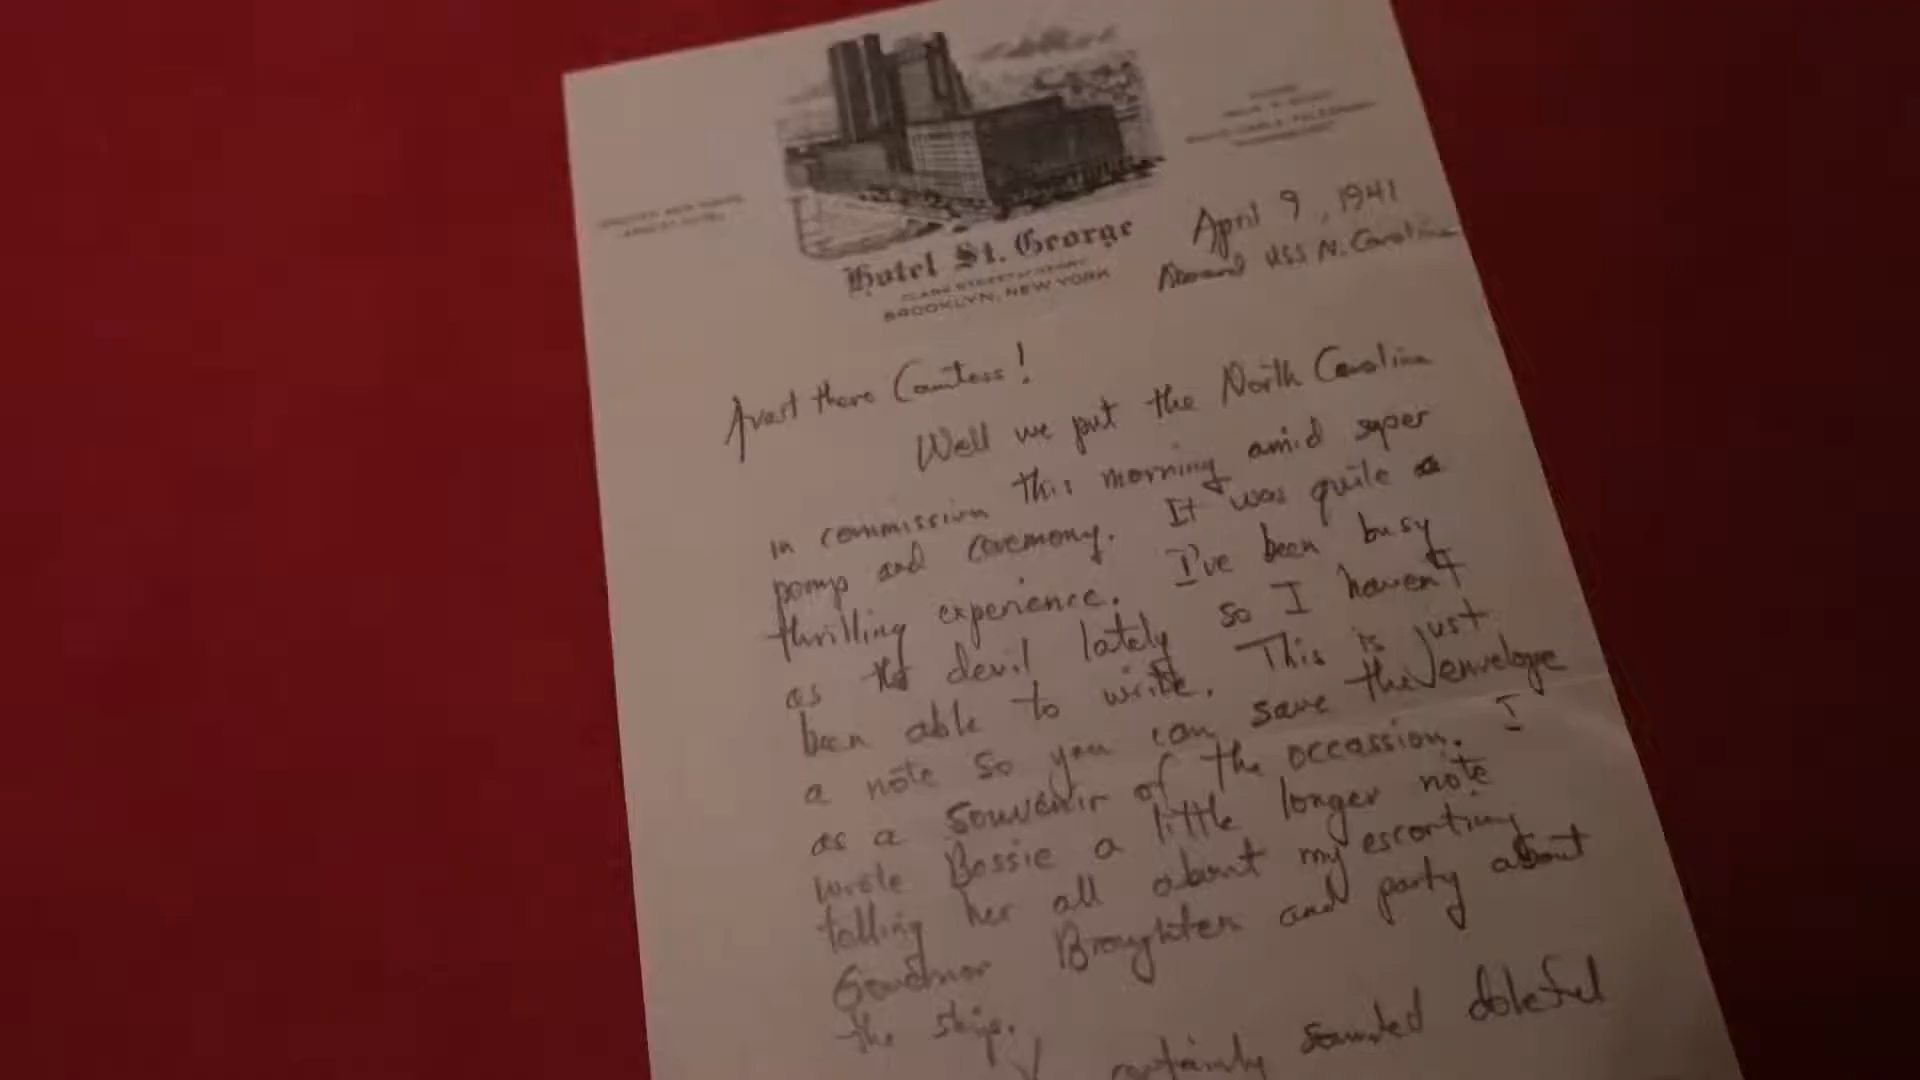 Hotel St. George
CLARK STREET
BROOKLYN, NEW YORK
April 9, 1941
Aboard USS N. Carolina
Avast there Countess!
Well we put the North Carolina
in commission this morning amid super
pomp and ceremony. It was quite a
thrilling experience. I've been busy
as the devil lately so I haven't
been able to write. This is just
a note so you can save the envelope
as a souvenir of the occassion. I
wrote Bessie a little longer note
telling her all about my escorting
Governor Broughton and party about
the ship.
certainly sounded doleful